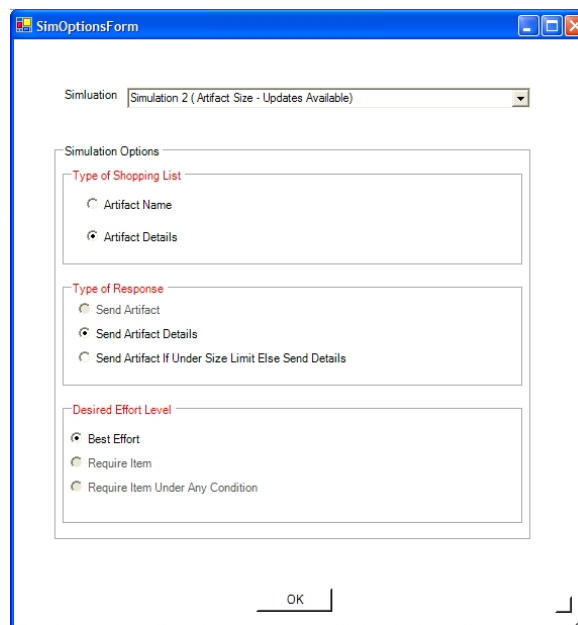 SimOptionsForm
Simluation
Simulation 2 ( Artifact Size - Updates Available)
Simulation Options
Type of Shopping List
Artifact Name
Artifact Details
Type of Response
Send Artifact
Send Artifact Details
Send Artifact If Under Size Limit Else Send Details
Desired Effort Level
Best Effort
Require Item
Require Item Under Any Condition
OK